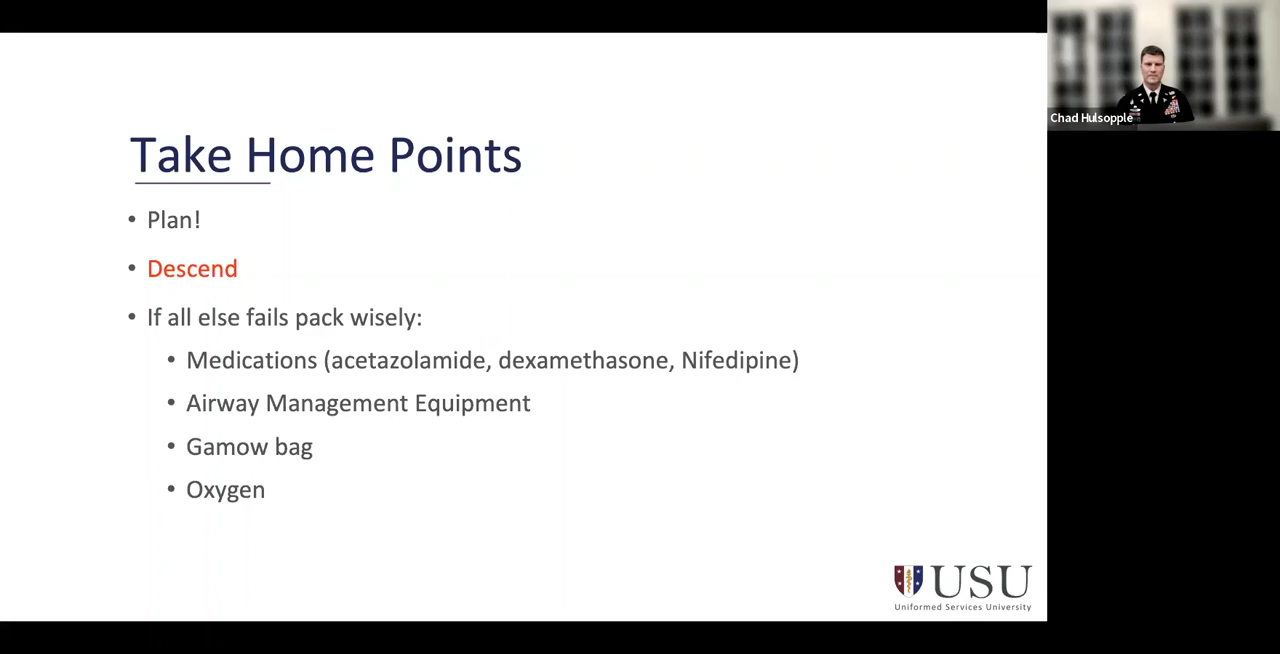 Chad Hulsopple
Take Home Points
• Plan!
• Descend
• If all else fails pack wisely:
• Medications (acetazolamide, dexamethasone, Nifedipine)
• Airway Management Equipment
• Gamow bag
• Oxygen
USU
Uniformed Services University